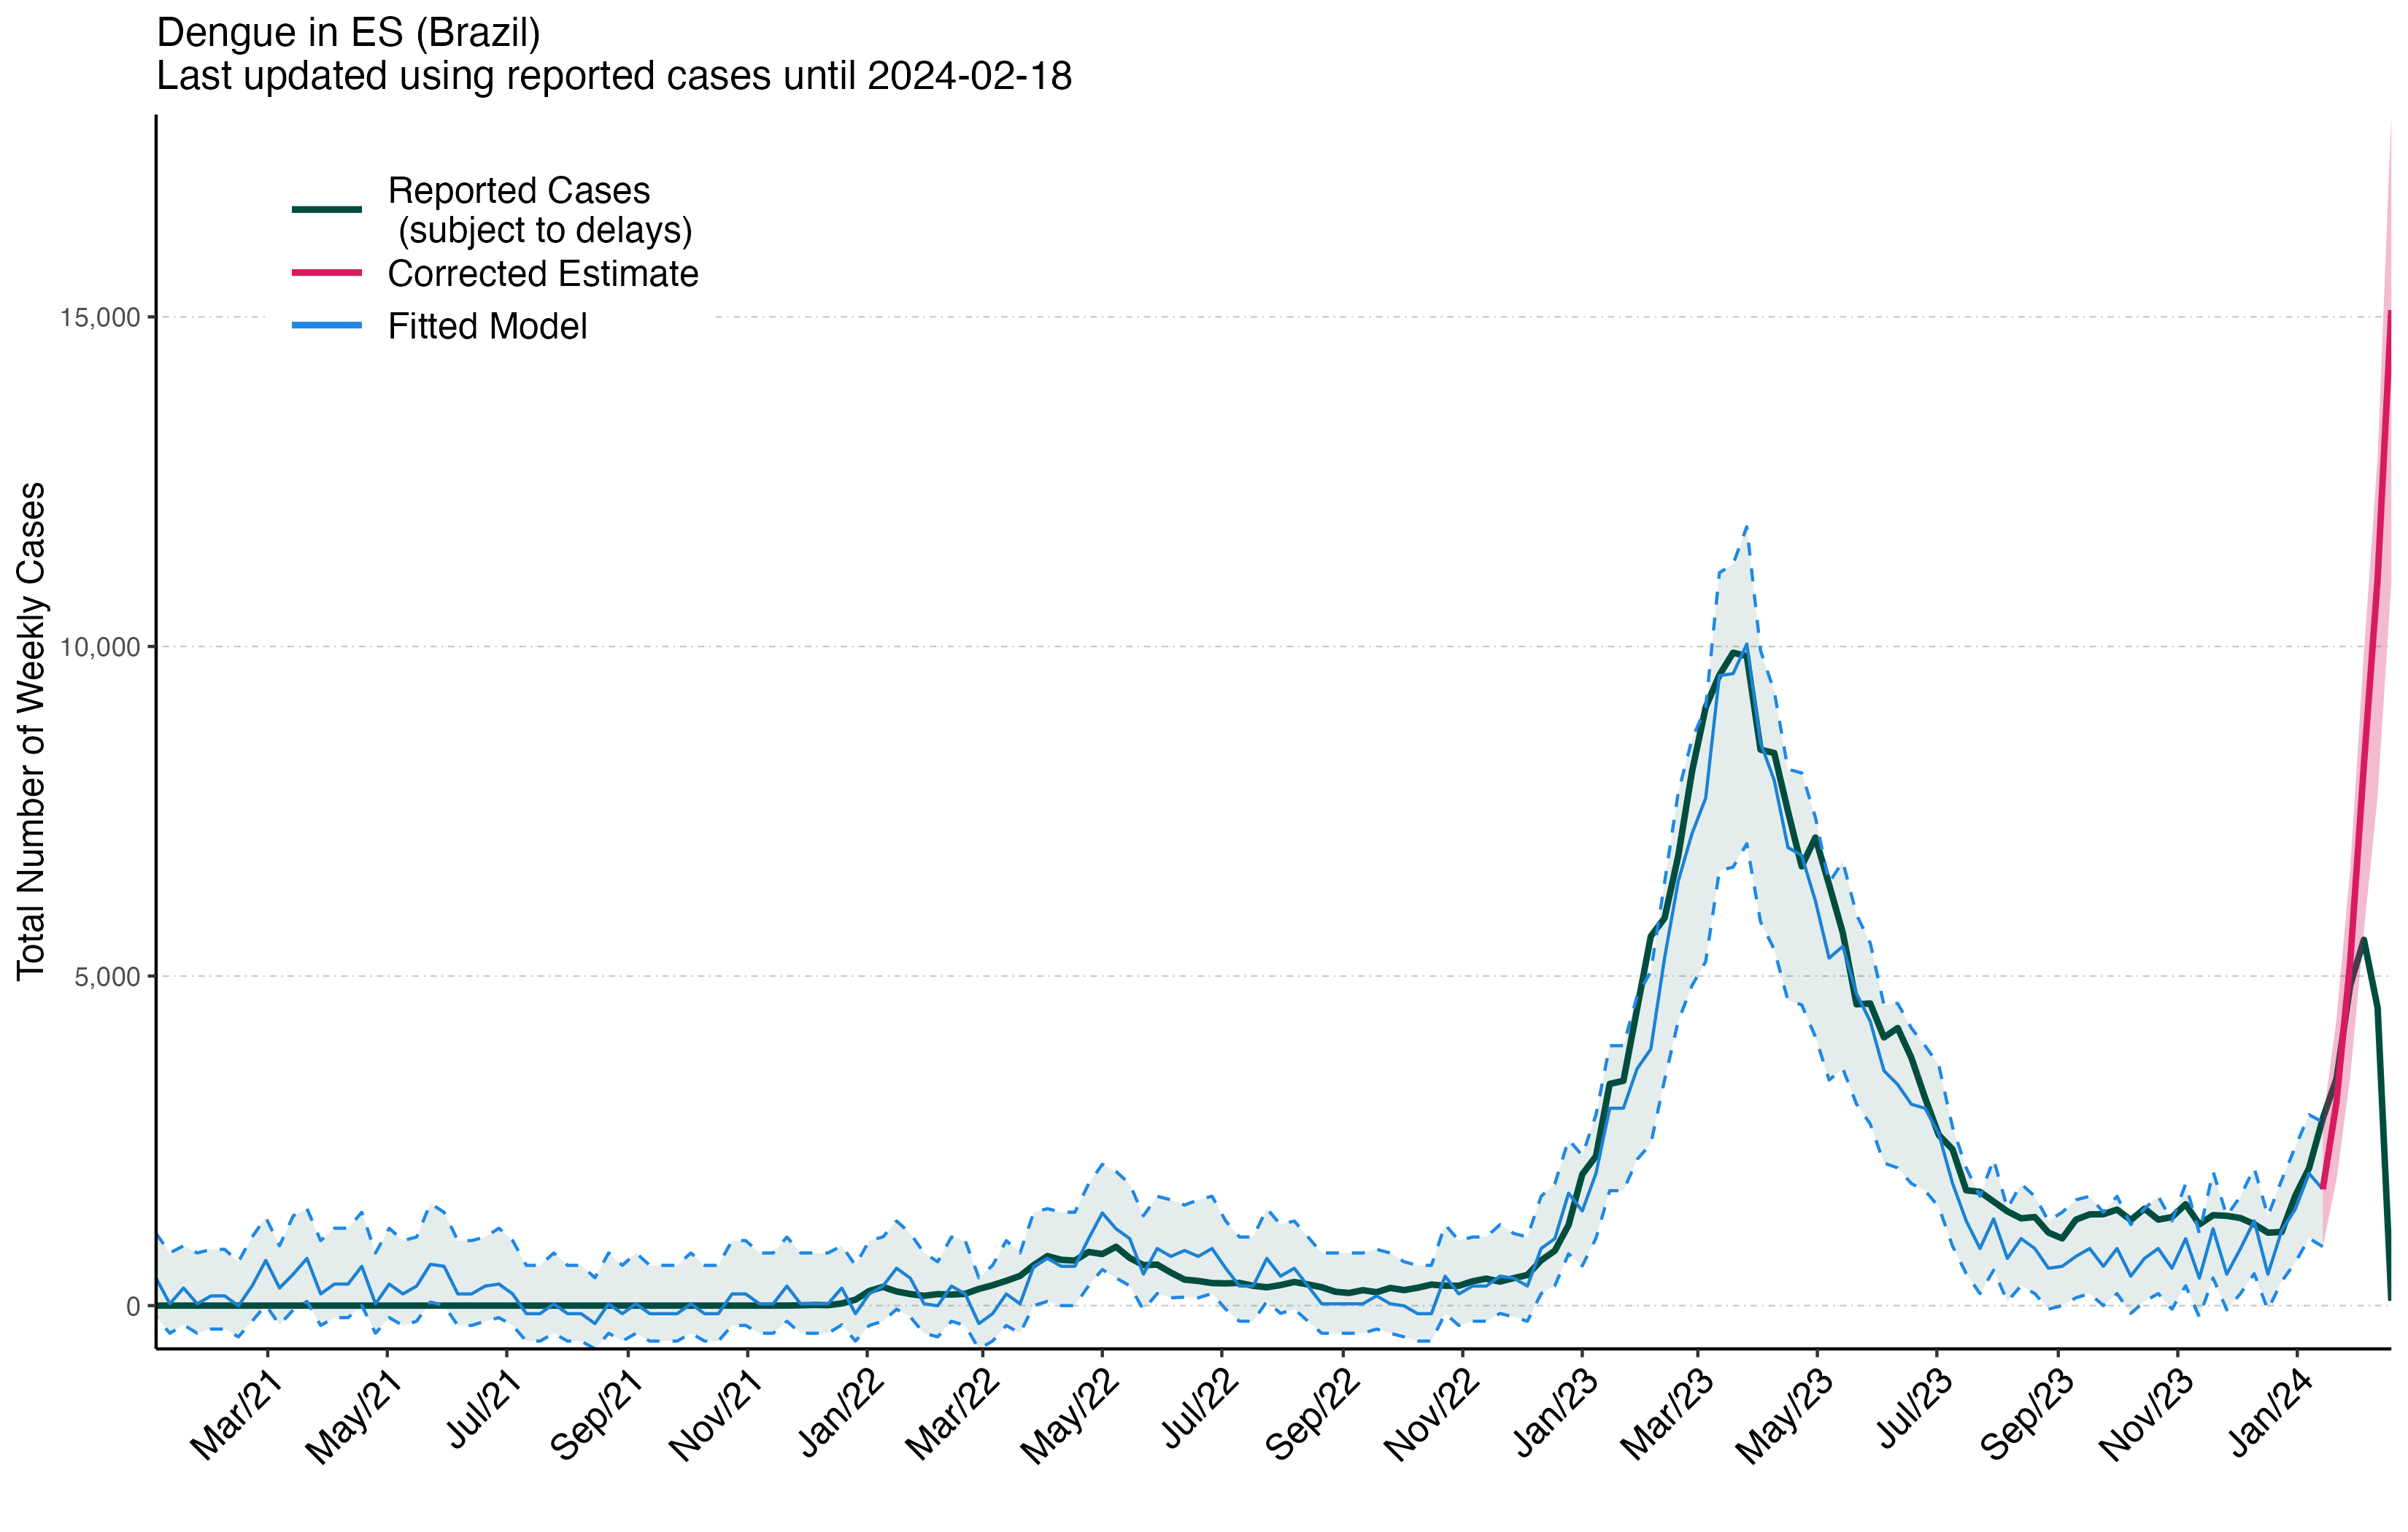 Dengue in ES (Brazil)
Last updated using reported cases until 2024-02-18
Reported Cases
(subject to delays)
Corrected Estimate
Fitted Model
Total Number of Weekly Cases
15,000
10,000
5,000
0
Mar/21
May/21
Jul/21
Sep/21
Nov/21
Jan/22
Mar/22
May/22
Jul/22
Sep/22
Nov/22
Jan/23
Mar/23
May/23
Jul/23
Sep/23
Nov/23
Jan/24